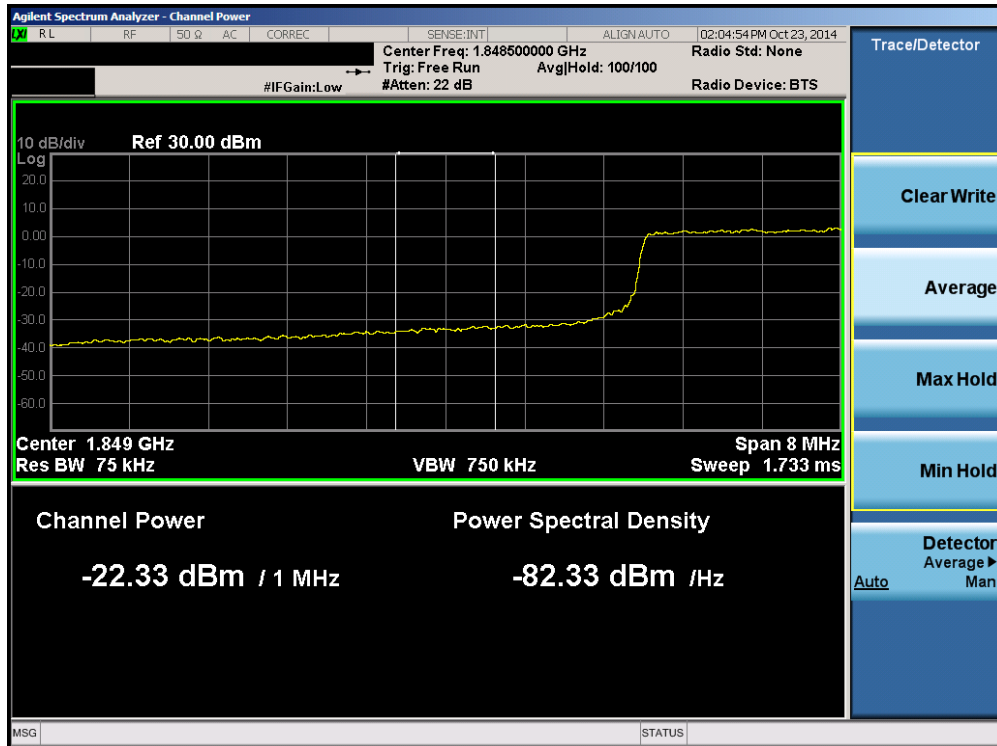 Agilent Spectrum Analyzer - Channel Power
LXI RL RF 50 Ω AC CORREC SENSE:INT ALIGN AUTO 02:04:54 PM Oct 23, 2014
Center Freq: 1.848500000 GHz Radio Std: None
Trig: Free Run Avg|Hold: 100/100
#IFGain:Low #Atten: 22 dB Radio Device: BTS
10 dB/div Ref 30.00 dBm
Log
20.0
10.0
0.00
-10.0
-20.0
-30.0
-40.0
-50.0
-60.0
Center 1.849 GHz Span 8 MHz
Res BW 75 kHz VBW 750 kHz Sweep 1.733 ms
Channel Power Power Spectral Density
-22.33 dBm / 1 MHz -82.33 dBm /Hz
MSG STATUS
Trace/Detector
Clear Write
Average
Max Hold
Min Hold
Detector
Average
Auto Man